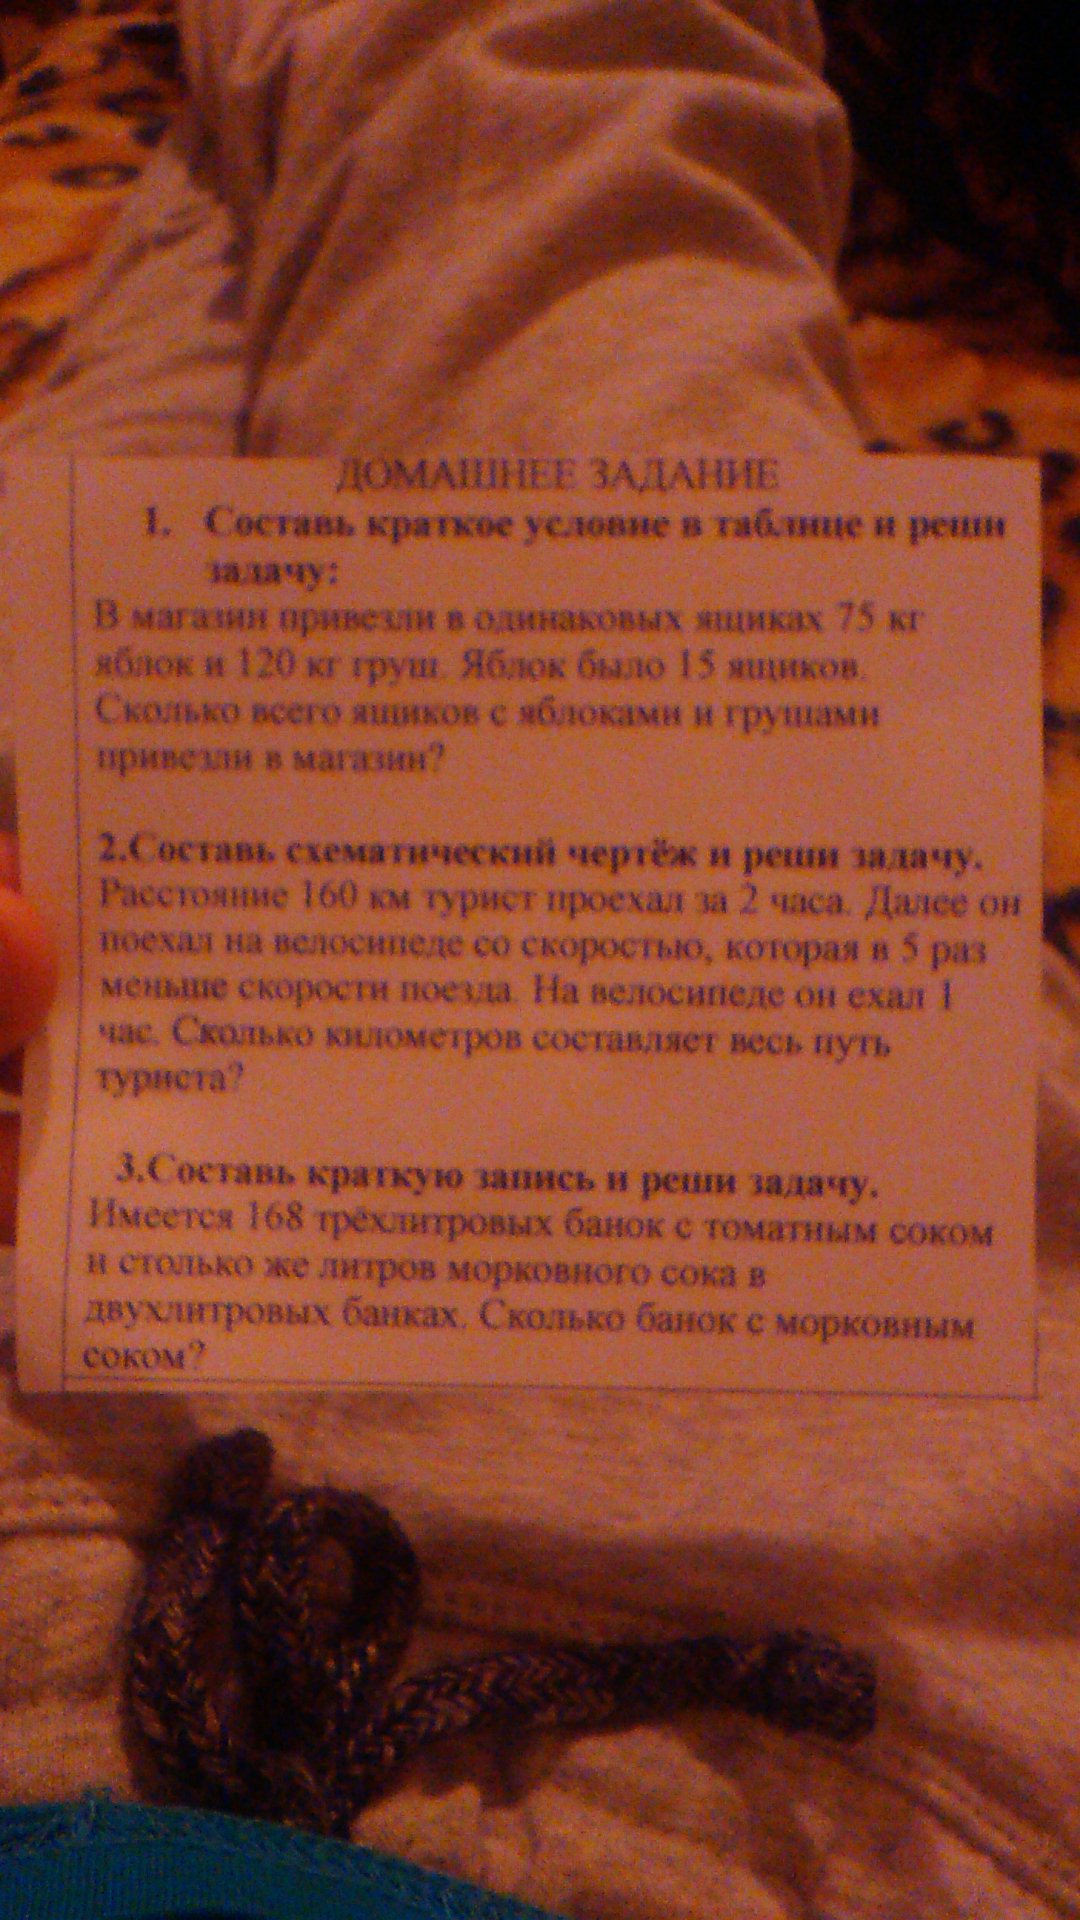 ДОМАШНЕЕ ЗАДАНИЕ
1. Составь краткое условие в таблице и реши
задачу:
В магазин привезли в одинаковых ящиках 75 кг
яблок и 120 кг груш. Яблок было 15 ящиков.
Сколько всего ящиков с яблоками и грушами
привезли в магазин?
2.Составь схематический чертёж и реши задачу.
Расстояние 160 км турист проехал за 2 часа. Далее он
поехал на велосипеде со скоростью, которая в 5 раз
меньше скорости поезда. На велосипеде он ехал 1
час. Сколько километров составляет весь путь
туриста?
3.Составь краткую запись и реши задачу.
Имеется 168 трёхлитровых банок с томатным соком
и столько же литров морковного сока в
двухлитровых банках. Сколько банок с морковным
соком?